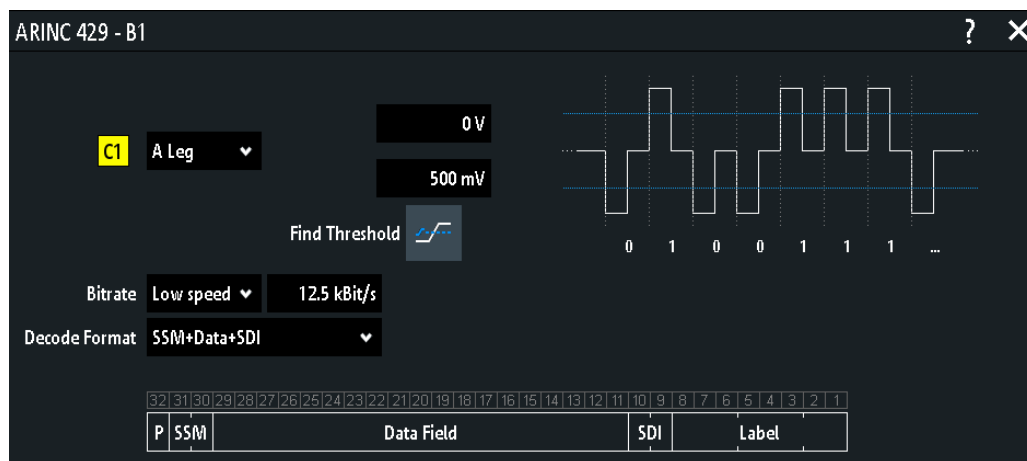 ARINC 429 - B1 ? ✕
0 V
C1 A Leg
500 mV
Find Threshold
0 1 0 0 1 1 1 ...
Bitrate Low speed 12.5 kBit/s
Decode Format SSM+Data+SDI
32 31 30 29 28 27 26 25 24 23 22 21 20 19 18 17 16 15 14 13 12 11 10 9 8 7 6 5 4 3 2 1
P SSM Data Field SDI Label